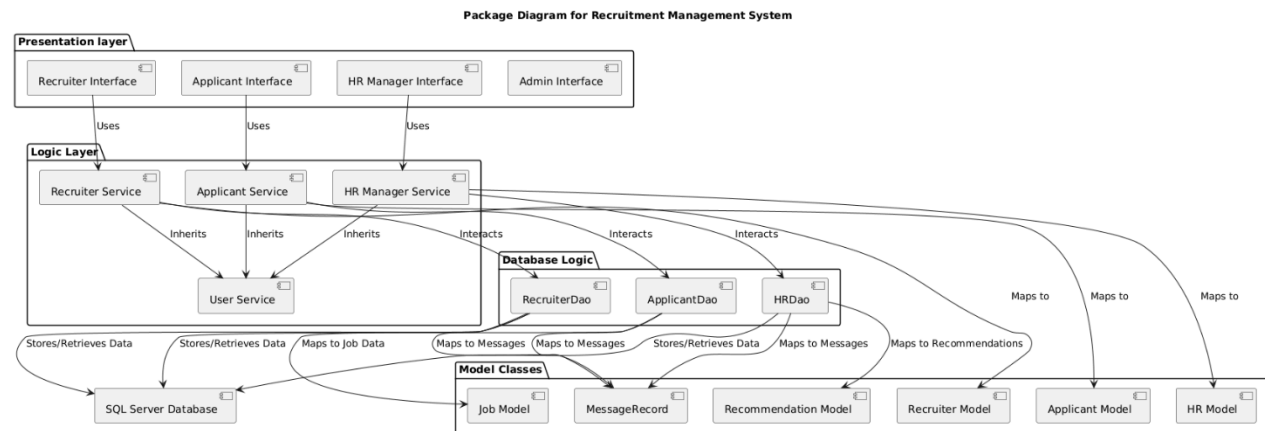 Package Diagram for Recruitment Management System
Presentation layer
Recruiter Interface
Applicant Interface
HR Manager Interface
Admin Interface
Uses
Uses
Uses
Logic Layer
Recruiter Service
Applicant Service
HR Manager Service
Inherits
Inherits
Inherits
Interacts
Interacts
Interacts
User Service
Database Logic
RecruiterDao
ApplicantDao
HRDao
Maps to
Maps to
Maps to
Stores/Retrieves Data
Stores/Retrieves Data
Maps to Job Data
Maps to Messages
Maps to Messages
Stores/Retrieves Data
Maps to Messages
Maps to Recommendations
SQL Server Database
Model Classes
Job Model
MessageRecord
Recommendation Model
Recruiter Model
Applicant Model
HR Model